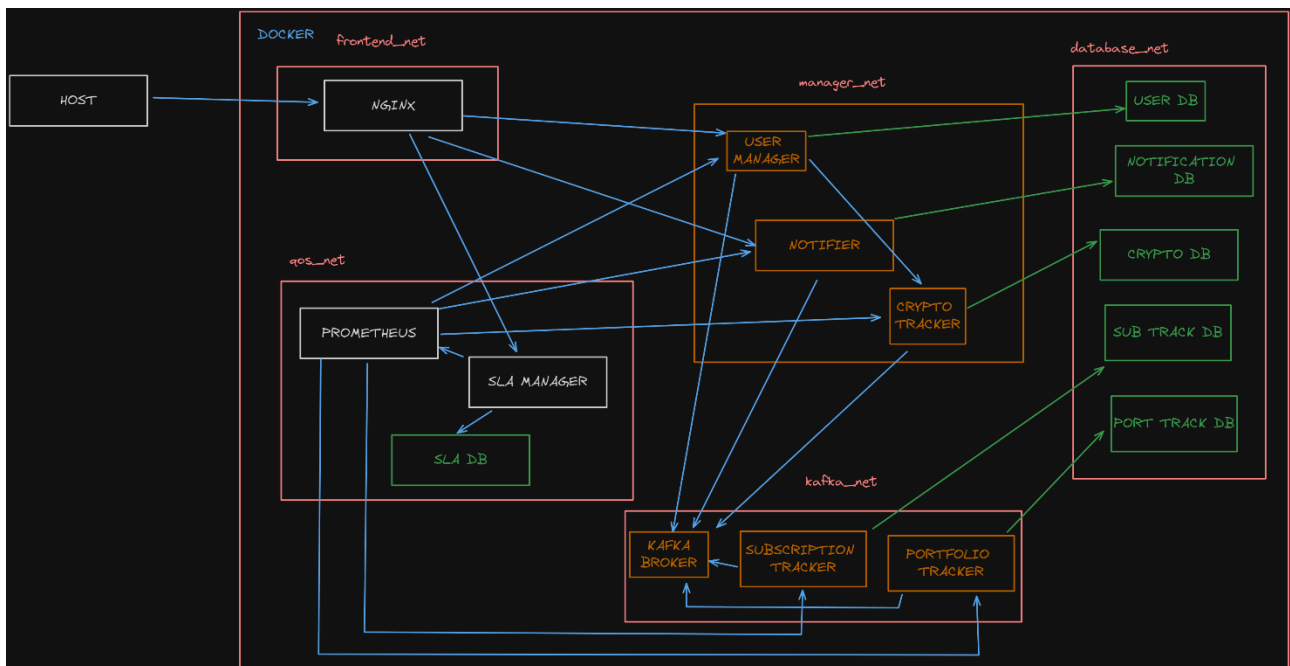 DOCKER
frontend_net
database_net
HOST
NGINX
manager_net
USER DB
USER
MANAGER
NOTIFICATION
DB
NOTIFIER
CRYPTO DB
qos_net
PROMETHEUS
CRYPTO
TRACKER
SUB TRACK DB
SLA MANAGER
PORT TRACK DB
SLA DB
kafka_net
KAFKA
BROKER
SUBSCRIPTION
TRACKER
PORTFOLIO
TRACKER